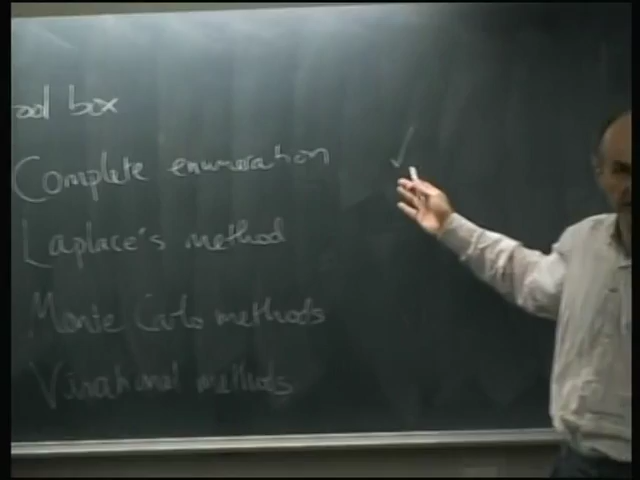 ool box
Complete enumeration ✓
Laplace's method
Monte Carlo methods
Variational methods